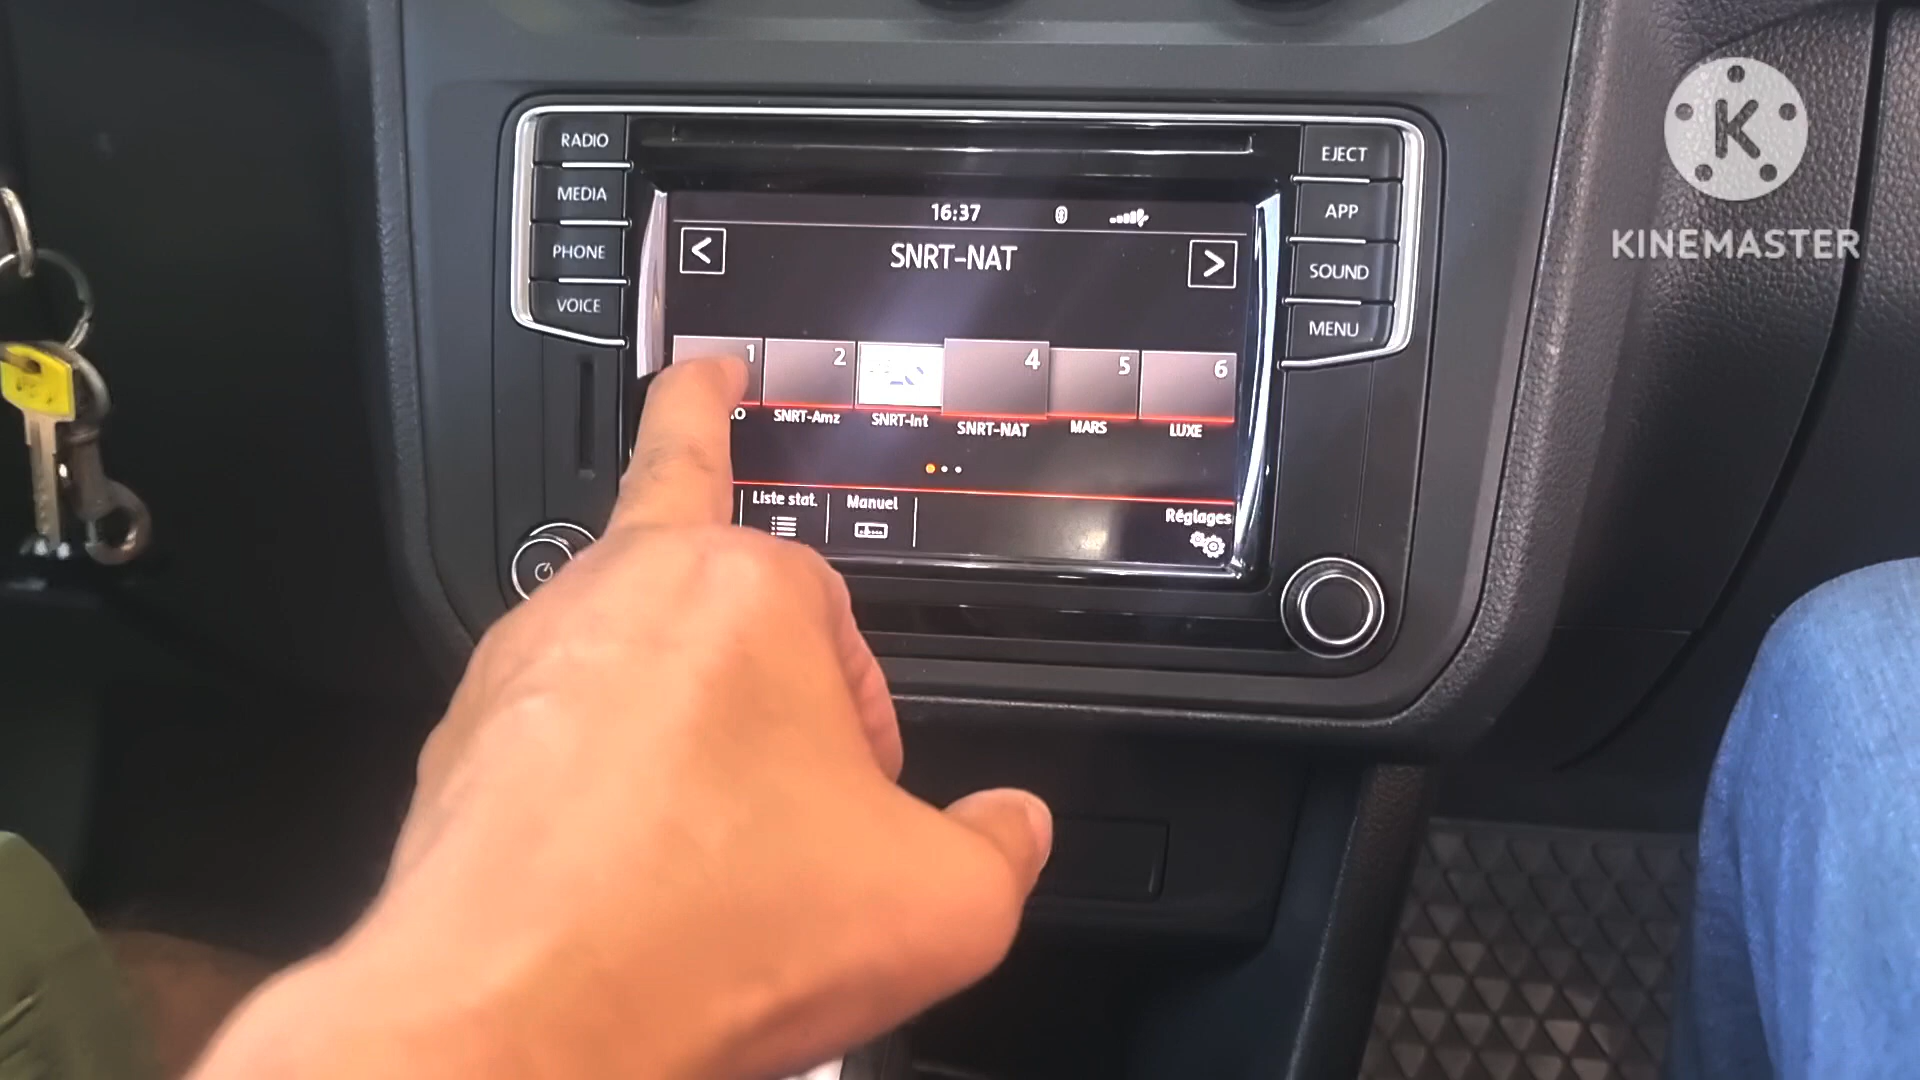 RADIO
MEDIA
PHONE
VOICE
EJECT
APP
SOUND
MENU
16:37
<
SNRT-NAT
>
1
2
4
5
6
SNRT-Amz
SNRT-Int
SNRT-NAT
MARS
LUXE
Liste stat.
Manuel
Réglages
K
KINEMASTER